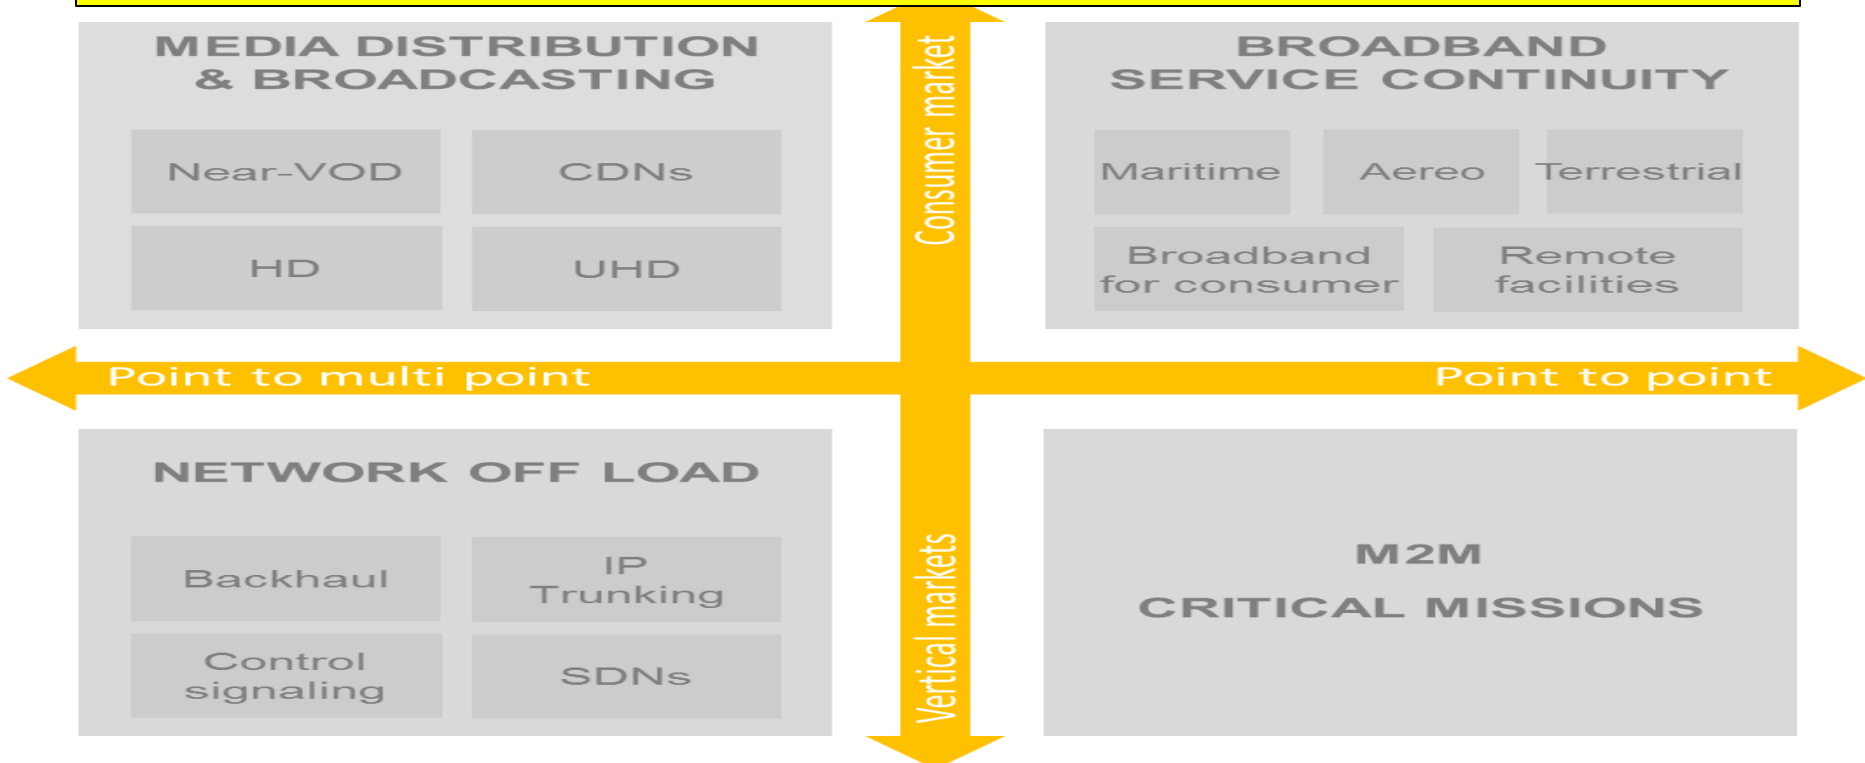 MEDIA DISTRIBUTION
& BROADCASTING
Near-VOD
CDNs
HD
UHD
Consumer market
BROADBAND
SERVICE CONTINUITY
Maritime
Aereo
Terrestrial
Broadband
for consumer
Remote
facilities
Point to multi point
Point to point
NETWORK OFF LOAD
Backhaul
IP
Trunking
Control
signaling
SDNs
Vertical markets
M2M
CRITICAL MISSIONS